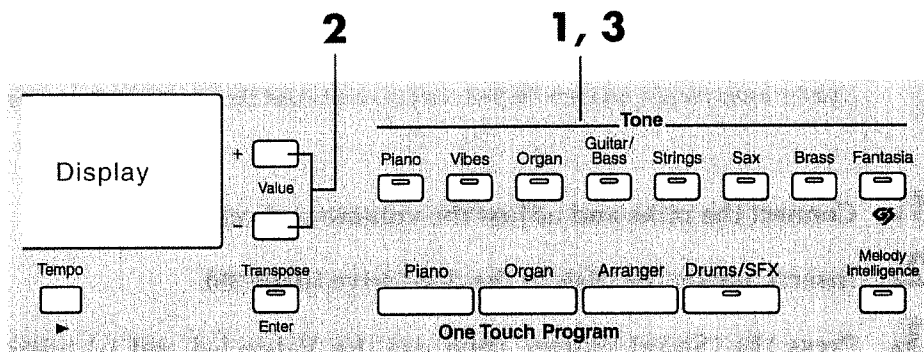 2
1, 3
Tone
Display
+
Value
-
Piano Vibes Organ Guitar/
Bass Strings Sax Brass Fantasia
Tempo
Transpose
Enter
Piano Organ Arranger Drums/SFX
Melody
Intelligence
One Touch Program